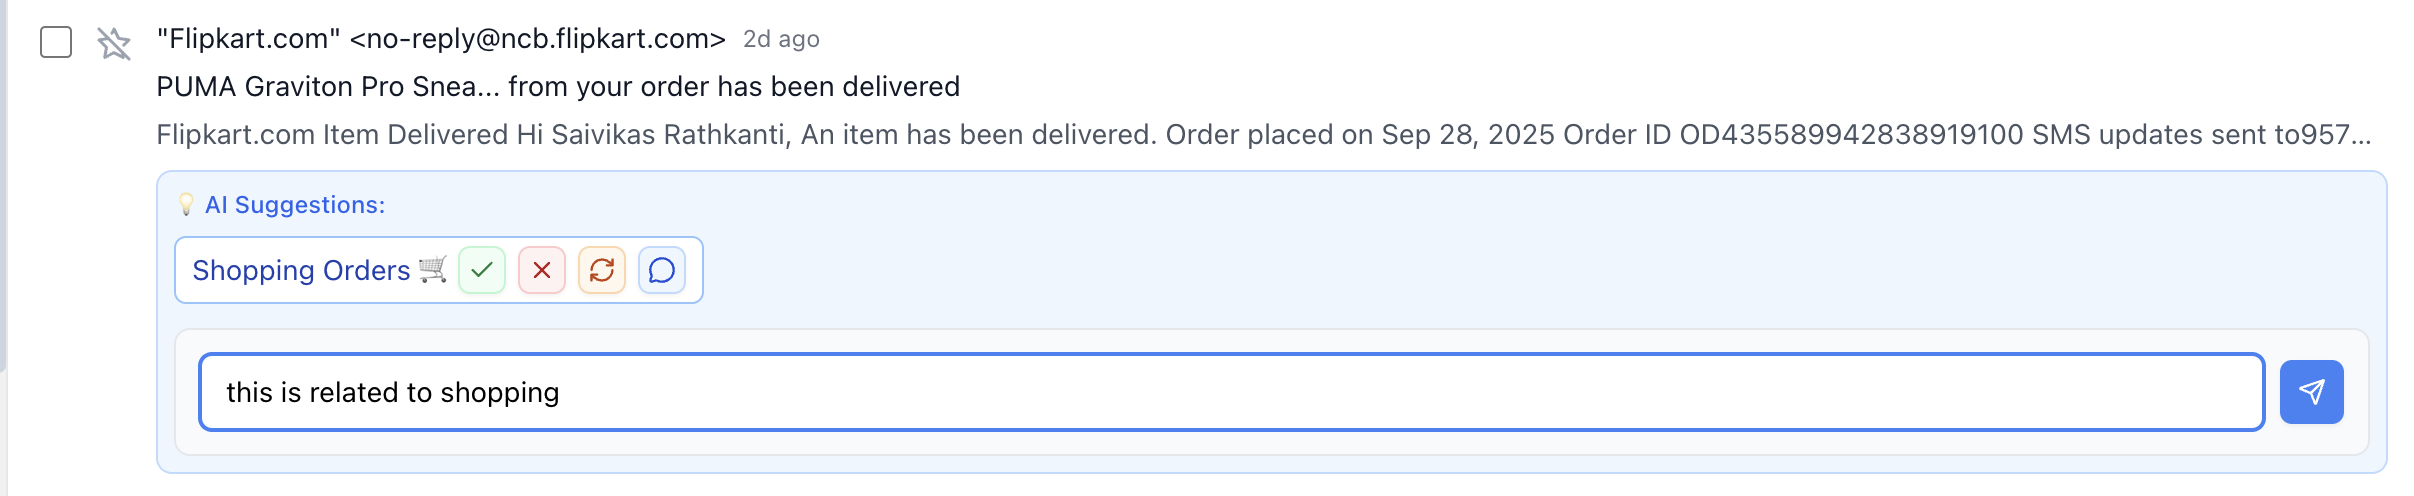 "Flipkart.com" <no-reply@ncb.flipkart.com> 2d ago
PUMA Graviton Pro Snea... from your order has been delivered
Flipkart.com Item Delivered Hi Saivikas Rathkanti, An item has been delivered. Order placed on Sep 28, 2025 Order ID OD435589942838919100 SMS updates sent to957...
AI Suggestions:
Shopping Orders
this is related to shopping